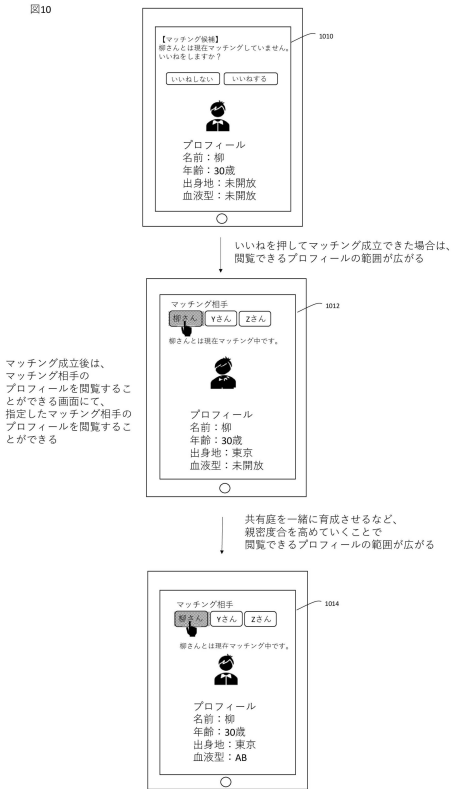 図10
【マッチング候補】
柳さんとは現在マッチングしていません。
いいねをしますか？
いいねしない いいねする
プロフィール
名前：柳
年齢：30歳
出身地：未開放
血液型：未開放
1010
いいねを押してマッチング成立できた場合は、
閲覧できるプロフィールの範囲が広がる
マッチング相手
柳さん Yさん Zさん
柳さんとは現在マッチング中です。
プロフィール
名前：柳
年齢：30歳
出身地：東京
血液型：未開放
1012
マッチング成立後は、
マッチング相手の
プロフィールを閲覧するこ
とができる画面にて、
指定したマッチング相手の
プロフィールを閲覧するこ
とができる
共有庭を一緒に育成させるなど、
親密度合を高めていくことで
閲覧できるプロフィールの範囲が広がる
マッチング相手
柳さん Yさん Zさん
柳さんとは現在マッチング中です。
プロフィール
名前：柳
年齢：30歳
出身地：東京
血液型：AB
1014